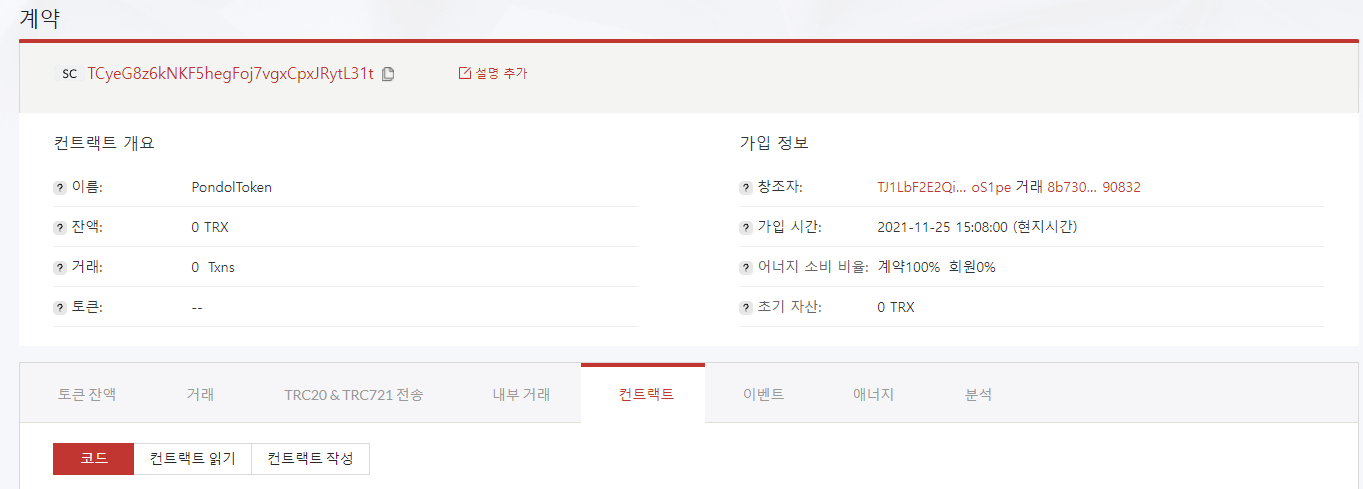 계약
SC TCyeG8z6kNKF5hegFoj7vgxCpxJRytL31t 설명 추가
컨트랙트 개요
? 이름: PondolToken
? 잔액: 0 TRX
? 거래: 0 Txns
? 토큰: --
가입 정보
? 창조자: TJ1LbF2E2Qi... oS1pe 거래 8b730... 90832
? 가입 시간: 2021-11-25 15:08:00 (현지시간)
? 어너지 소비 비율: 계약100% 회원0%
? 초기 자산: 0 TRX
토큰 잔액 거래 TRC20 & TRC721 전송 내부 거래 컨트랙트 이벤트 애너지 분석
코드 컨트랙트 읽기 컨트랙트 작성